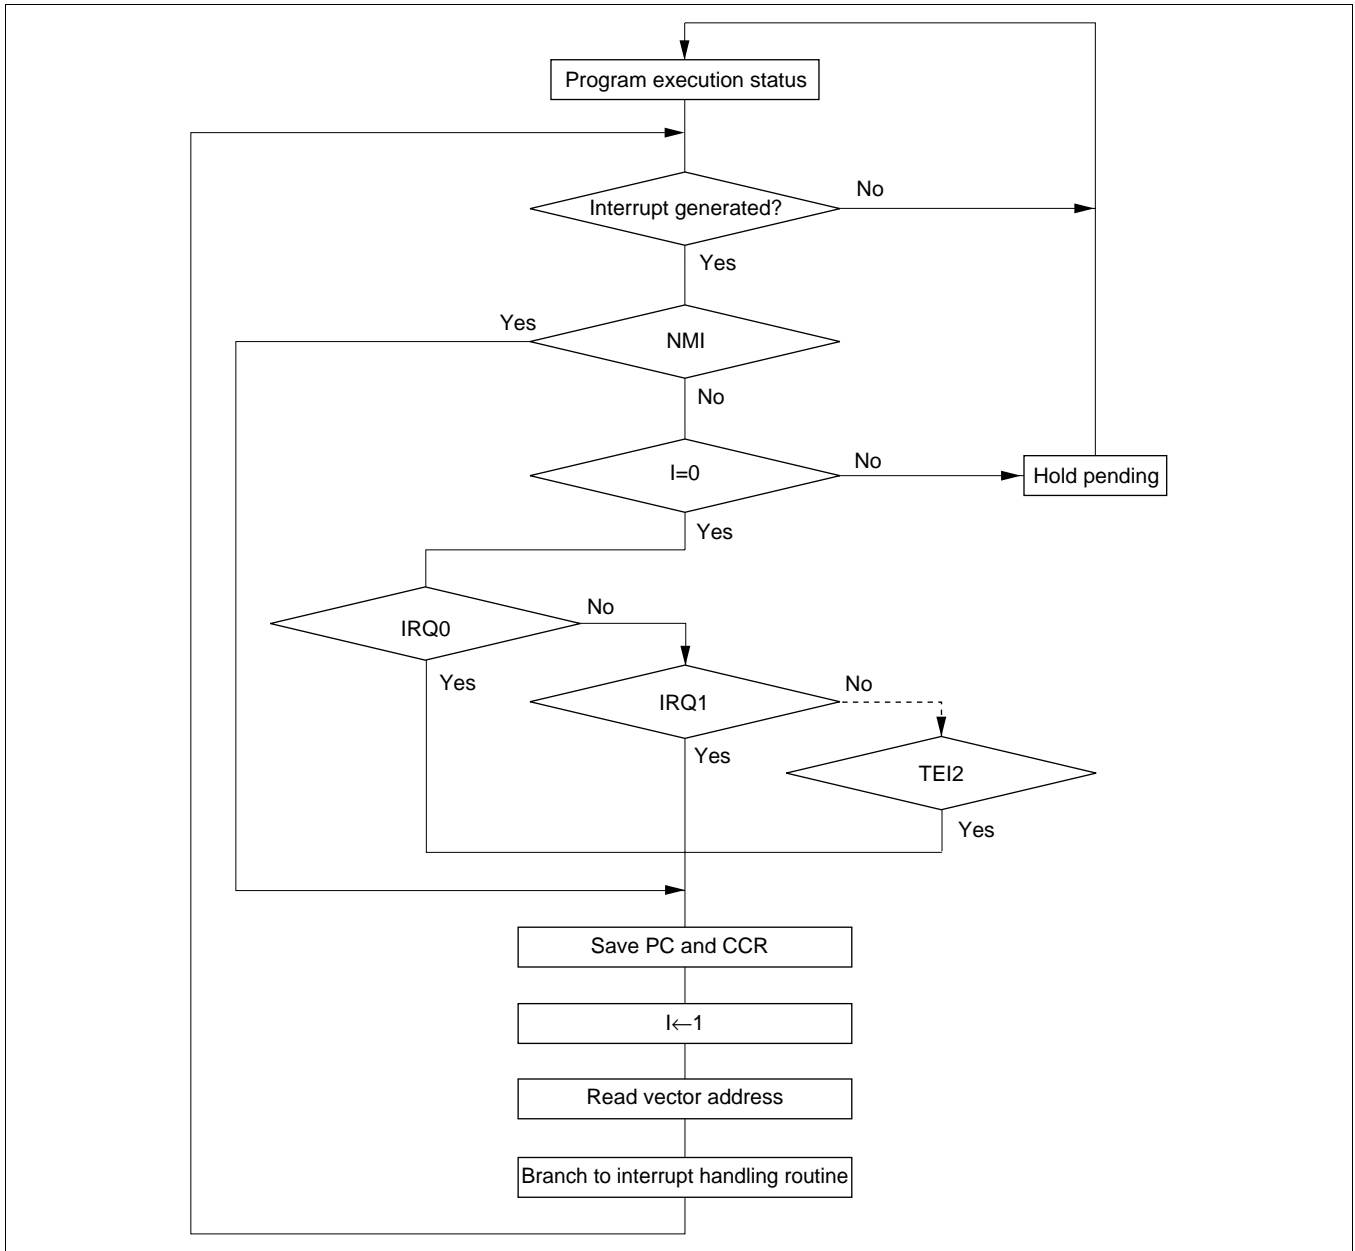 Program execution status
Interrupt generated?
No
Yes
Yes
NMI
No
I=0
No
Hold pending
Yes
IRQ0
No
Yes
IRQ1
No
Yes
TEI2
Yes
Save PC and CCR
I←1
Read vector address
Branch to interrupt handling routine